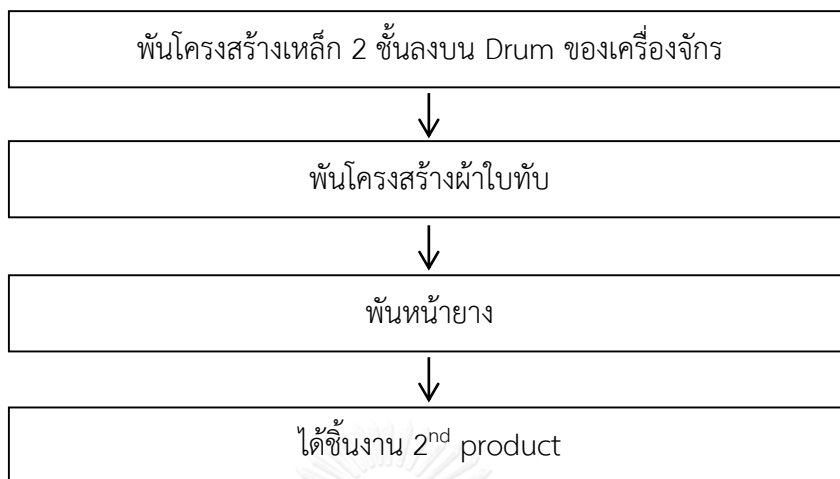 พันโครงสร้างเหล็ก 2 ชั้นลงบน Drum ของเครื่องจักร
พันโครงสร้างผ้าใบทับ
พันหน้ายาง
ได้ชิ้นงาน 2nd product